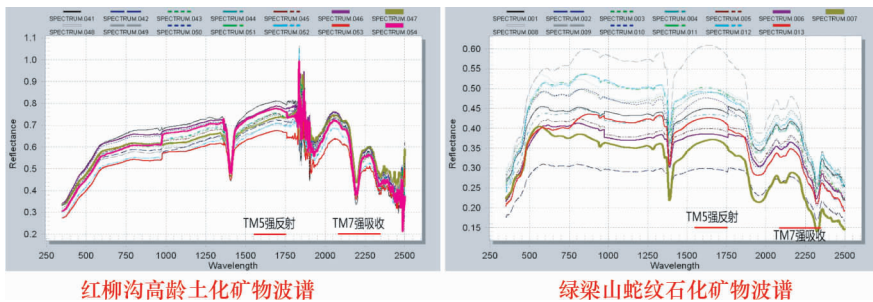 SPECTRUM.041 SPECTRUM.042 SPECTRUM.043 SPECTRUM.044 SPECTRUM.045 SPECTRUM.046 SPECTRUM.047
SPECTRUM.048 SPECTRUM.049 SPECTRUM.050 SPECTRUM.051 SPECTRUM.052 SPECTRUM.053 SPECTRUM.054
1.1
1.0
0.9
0.8
0.7
0.6
0.5
0.4
0.3
0.2
Reflectance
TM5强反射
TM7强吸收
250 500 750 1000 1250 1500 1750 2000 2250 2500
Wavelength
红柳沟高龄土化矿物波谱
SPECTRUM.001 SPECTRUM.002 SPECTRUM.003 SPECTRUM.004 SPECTRUM.005 SPECTRUM.006 SPECTRUM.007
SPECTRUM.008 SPECTRUM.009 SPECTRUM.010 SPECTRUM.011 SPECTRUM.012 SPECTRUM.013
0.60
0.55
0.50
0.45
0.40
0.35
0.30
0.25
0.20
0.15
Reflectance
TM5强反射
TM7强吸收
250 500 750 1000 1250 1500 1750 2000 2250 2500
Wavelength
绿梁山蛇纹石化矿物波谱